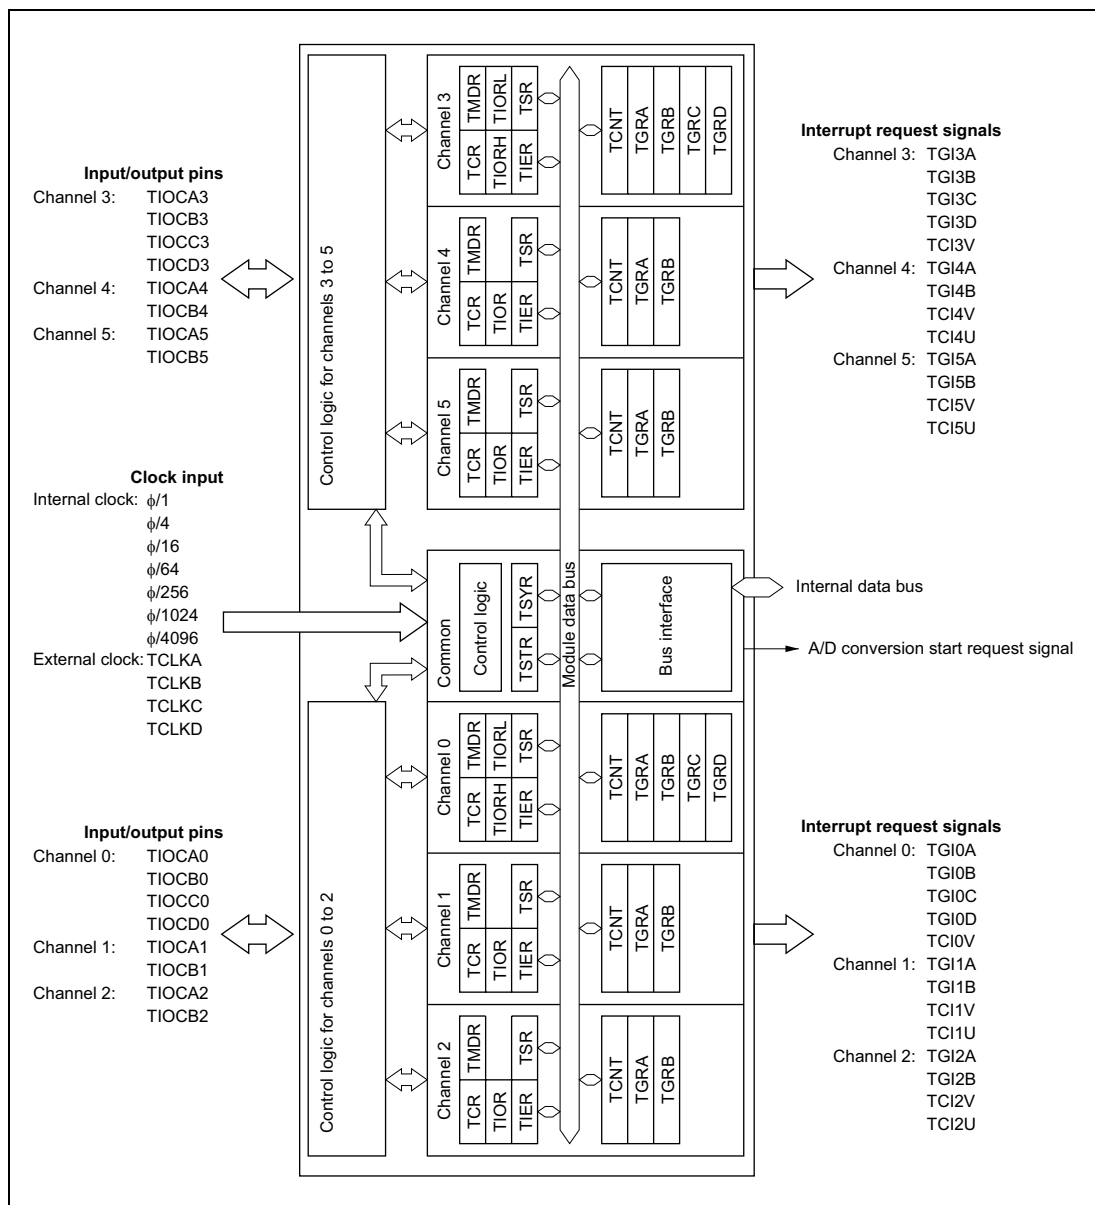 Input/output pins
Channel 3: TIOCA3
TIOCB3
TIOCC3
TIOCD3
Channel 4: TIOCA4
TIOCB4
Channel 5: TIOCA5
TIOCB5
Clock input
Internal clock: ϕ/1
ϕ/4
ϕ/16
ϕ/64
ϕ/256
ϕ/1024
ϕ/4096
External clock: TCLKA
TCLKB
TCLKC
TCLKD
Input/output pins
Channel 0: TIOCA0
TIOCB0
TIOCC0
TIOCD0
Channel 1: TIOCA1
TIOCB1
Channel 2: TIOCA2
TIOCB2
Control logic for channels 3 to 5
Control logic for channels 0 to 2
Channel 3
TCR TMDR
TIORH TIORL
TIER TSR
TCNT
TGRA
TGRB
TGRC
TGRD
Channel 4
TCR TMDR
TIOR
TIER TSR
TCNT
TGRA
TGRB
Channel 5
TCR TMDR
TIOR
TIER TSR
TCNT
TGRA
TGRB
Common
Control logic
TSTR TSYR
Module data bus
Bus interface
Channel 0
TCR TMDR
TIORH TIORL
TIER TSR
TCNT
TGRA
TGRB
TGRC
TGRD
Channel 1
TCR TMDR
TIOR
TIER TSR
TCNT
TGRA
TGRB
Channel 2
TCR TMDR
TIOR
TIER TSR
TCNT
TGRA
TGRB
Interrupt request signals
Channel 3: TGI3A
TGI3B
TGI3C
TGI3D
TCI3V
Channel 4: TGI4A
TGI4B
TCI4V
TCI4U
Channel 5: TGI5A
TGI5B
TCI5V
TCI5U
Internal data bus
A/D conversion start request signal
Interrupt request signals
Channel 0: TGI0A
TGI0B
TGI0C
TGI0D
TCI0V
Channel 1: TGI1A
TGI1B
TCI1V
TCI1U
Channel 2: TGI2A
TGI2B
TCI2V
TCI2U